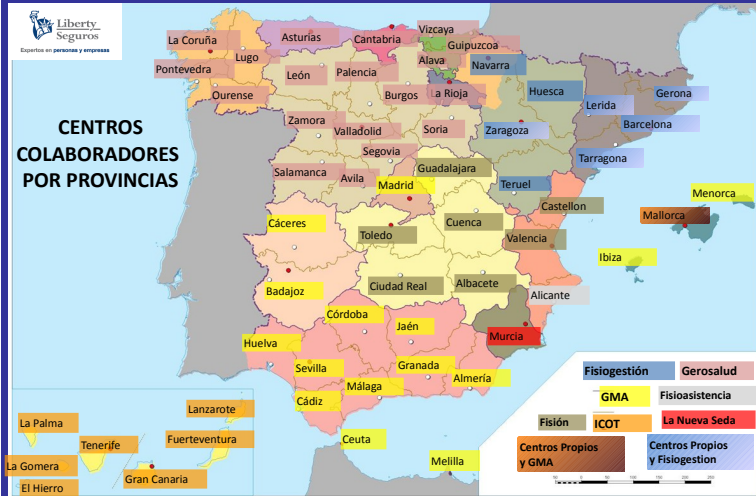 Liberty
Seguros
Expertos en personas y empresas
CENTROS
COLABORADORES
POR PROVINCIAS
La Coruña
Lugo
Pontevedra
Ourense
Asturias
Cantabria
Vizcaya
Guipuzcoa
Alava
Navarra
La Rioja
León
Palencia
Burgos
Zamora
Valladolid
Soria
Segovia
Salamanca
Avila
Huesca
Zaragoza
Teruel
Lerida
Gerona
Barcelona
Tarragona
Madrid
Guadalajara
Toledo
Cuenca
Ciudad Real
Albacete
Castellon
Valencia
Alicante
Murcia
Cáceres
Badajoz
Córdoba
Jaén
Huelva
Sevilla
Cádiz
Málaga
Granada
Almería
Ceuta
Melilla
Menorca
Mallorca
Ibiza
Lanzarote
La Palma
Fuerteventura
Tenerife
La Gomera
Gran Canaria
El Hierro
Fisiogestión
Gerosalud
GMA
Fisioasistencia
Fisión
ICOT
La Nueva Seda
Centros Propios
y GMA
Centros Propios
y Fisiogestion